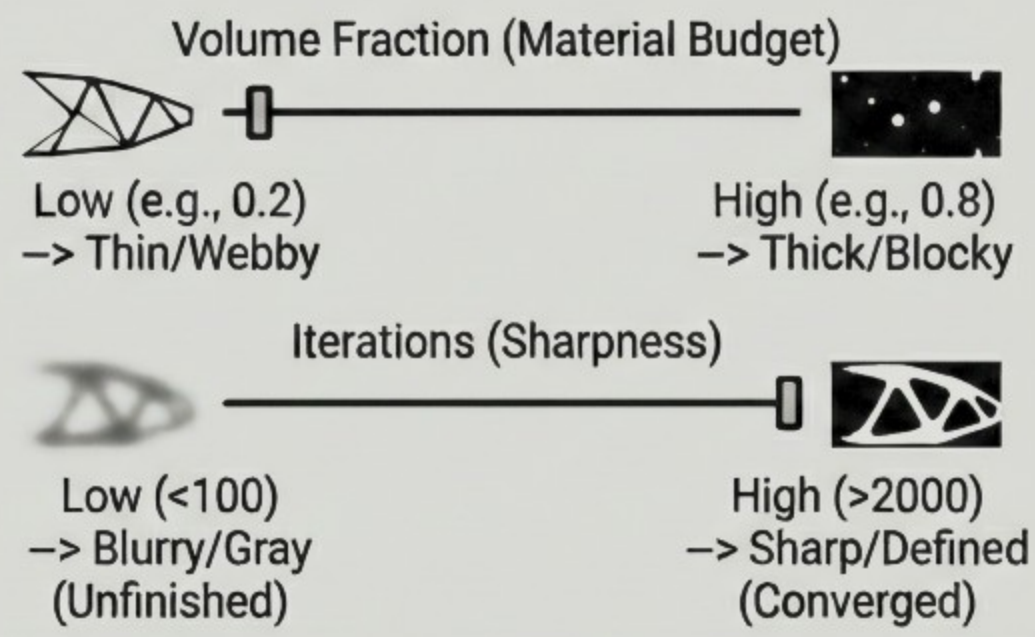 Volume Fraction (Material Budget)
Low (e.g., 0.2)
–> Thin/Webby
High (e.g., 0.8)
–> Thick/Blocky
Iterations (Sharpness)
Low (<100)
–> Blurry/Gray
(Unfinished)
High (>2000)
–> Sharp/Defined
(Converged)